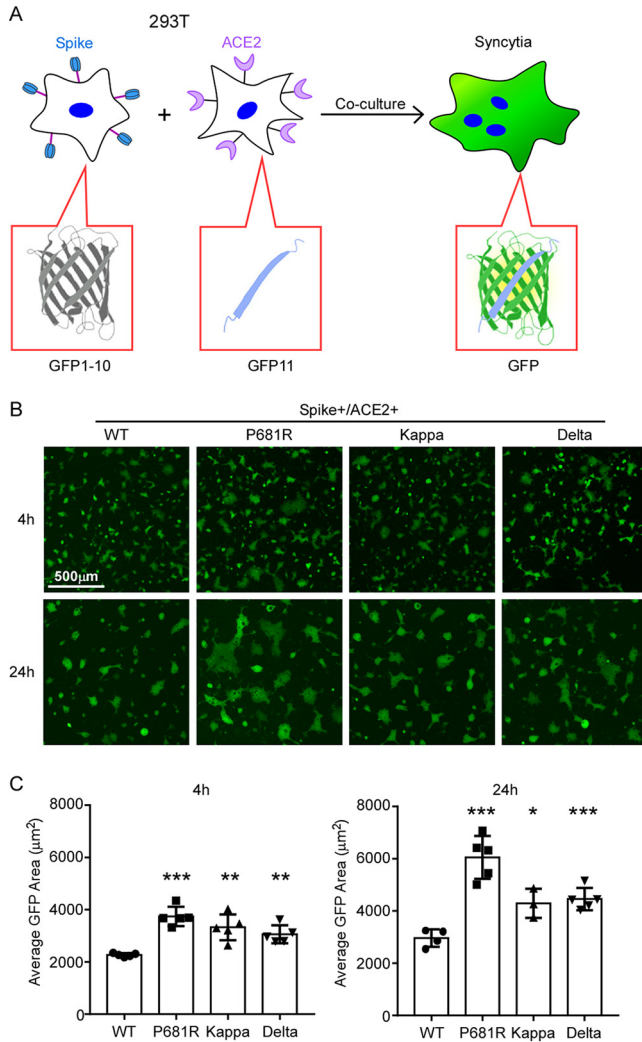 A
293T
Spike
ACE2
Syncytia
+
Co-culture
GFP1-10
GFP11
GFP
B
Spike+/ACE2+
WT P681R Kappa Delta
4h
500μm
24h
C
4h
Average GFP Area (μm²)
8000
6000
4000
2000
0
***
**
**
WT P681R Kappa Delta
24h
Average GFP Area (μm²)
8000
6000
4000
2000
0
***
*
***
WT P681R Kappa Delta